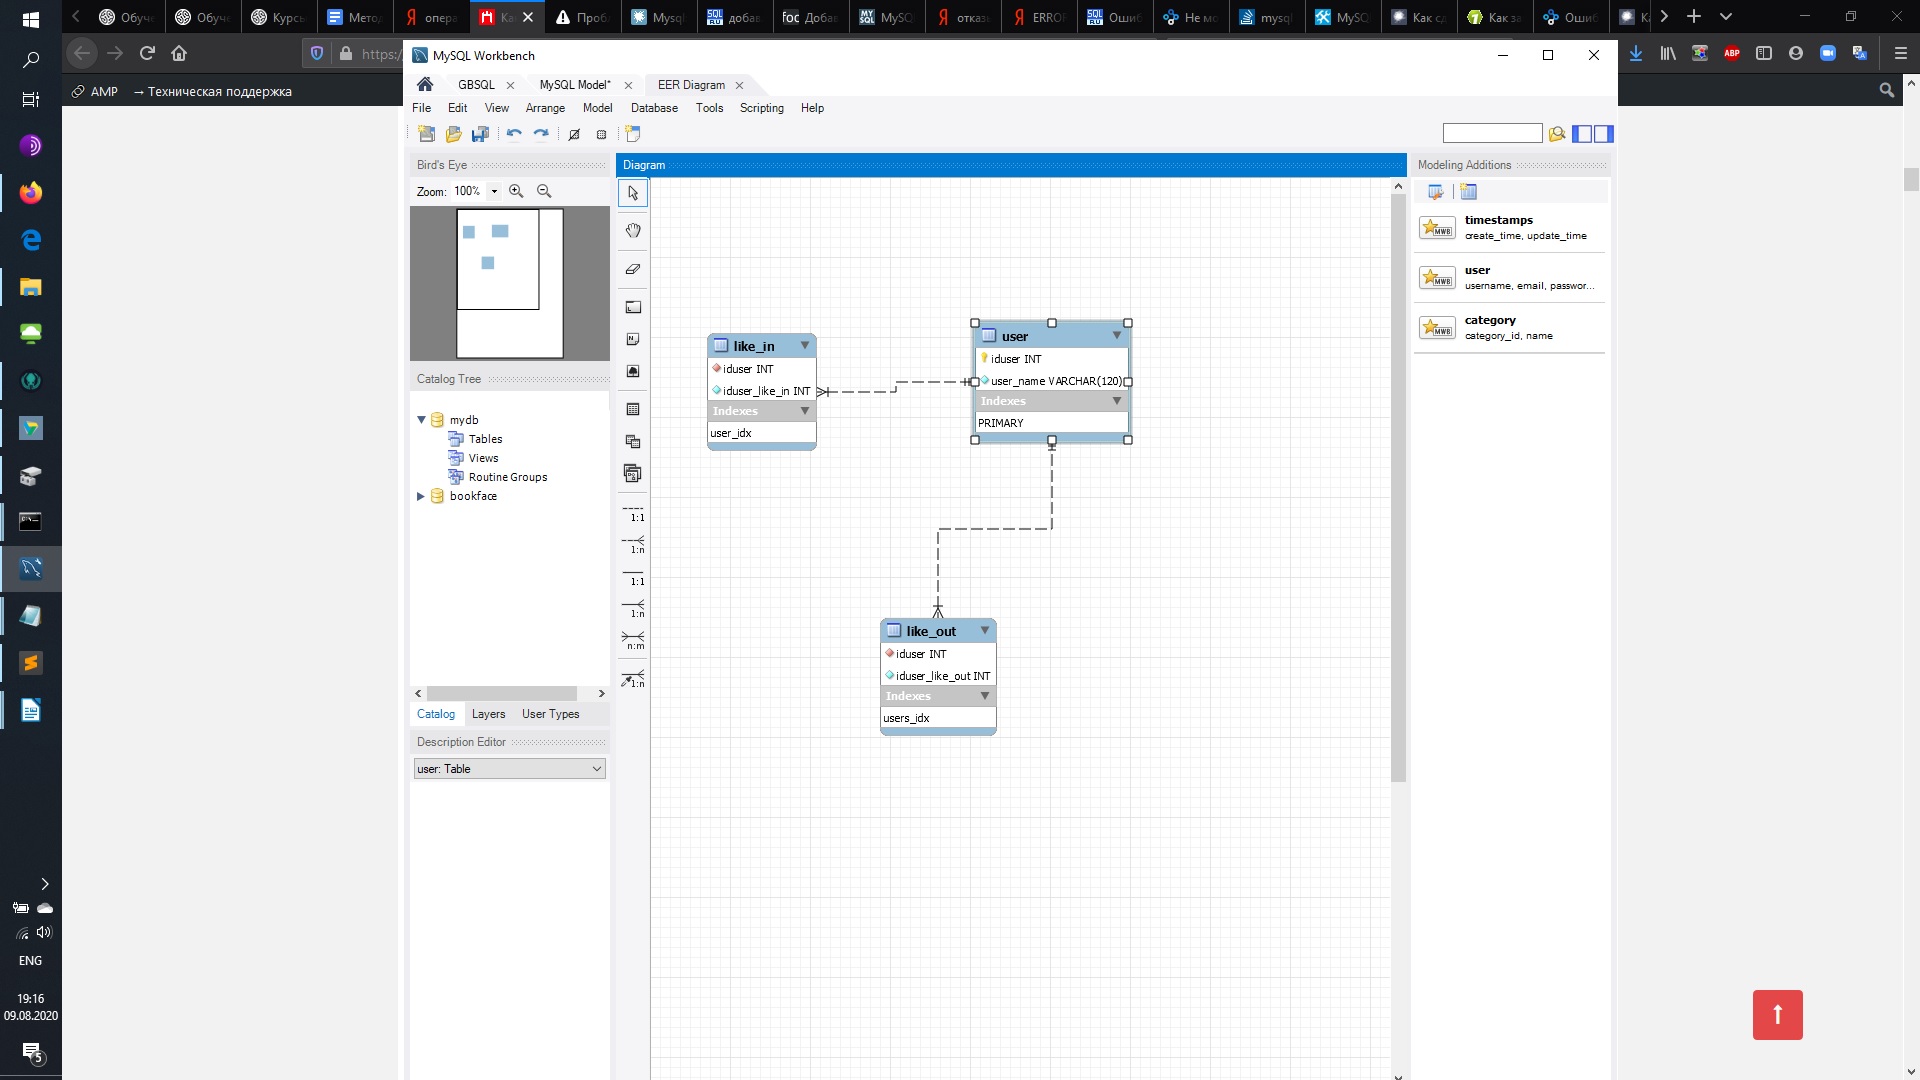 Обуче
Обуче
Курсы
Метод
опера
Ка
Проб
Mysql
добав
Доба
MySQ
отказ
ERRO
Ошиб
Не мо
mysql
MySQ
Как сд
Как за
Ошиб
https:/
AMP → Техническая поддержка
MySQL Workbench
GBSQL
MySQL Model*
EER Diagram
File Edit View Arrange Model Database Tools Scripting Help
Bird's Eye
Zoom: 100%
Catalog Tree
mydb
Tables
Views
Routine Groups
bookface
Catalog Layers User Types
Description Editor
user: Table
Diagram
1:1
1:n
1:1
1:n
n:m
1:n
like_in
iduser INT
iduser_like_in INT
Indexes
user_idx
user
iduser INT
user_name VARCHAR(120)
Indexes
PRIMARY
like_out
iduser INT
iduser_like_out INT
Indexes
users_idx
Modeling Additions
timestamps
create_time, update_time
user
username, email, passwor...
category
category_id, name
ENG
19:16
09.08.2020
5